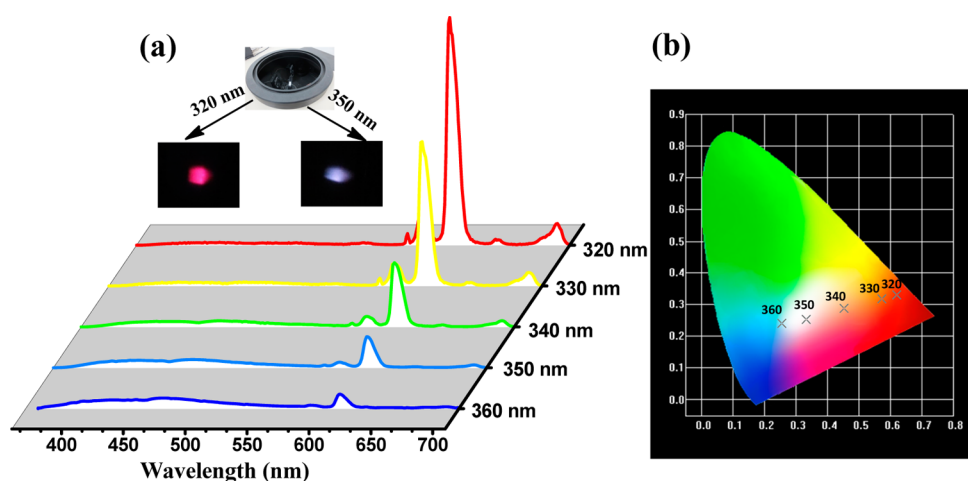 (a)
320 nm
350 nm
320 nm
330 nm
340 nm
350 nm
360 nm
400 450 500 550 600 650 700
Wavelength (nm)
(b)
0.9
0.8
0.7
0.6
0.5
0.4
0.3
0.2
0.1
0.0
360 350 340 330 320
0.0 0.1 0.2 0.3 0.4 0.5 0.6 0.7 0.8